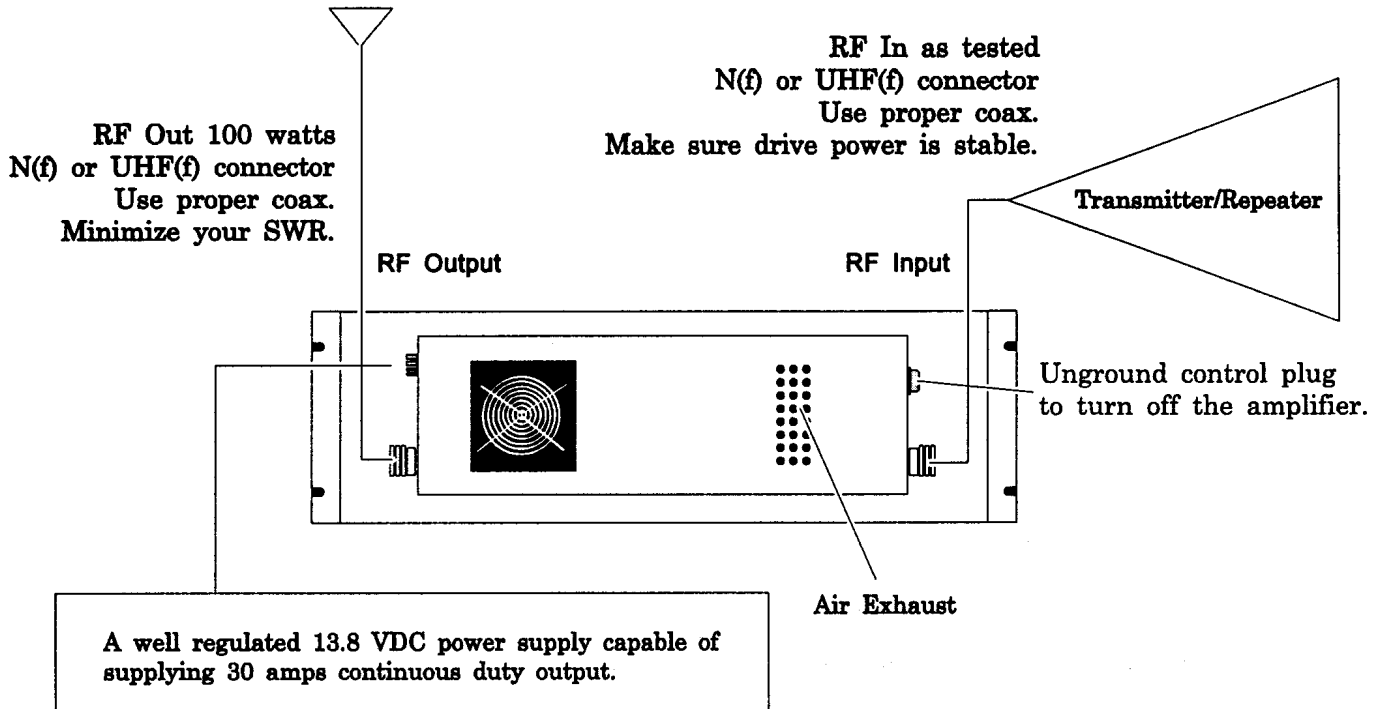 RF Out 100 watts
N(f) or UHF(f) connector
Use proper coax.
Minimize your SWR.
RF In as tested
N(f) or UHF(f) connector
Use proper coax.
Make sure drive power is stable.
Transmitter/Repeater
RF Output
RF Input
Unground control plug
to turn off the amplifier.
Air Exhaust
A well regulated 13.8 VDC power supply capable of
supplying 30 amps continuous duty output.